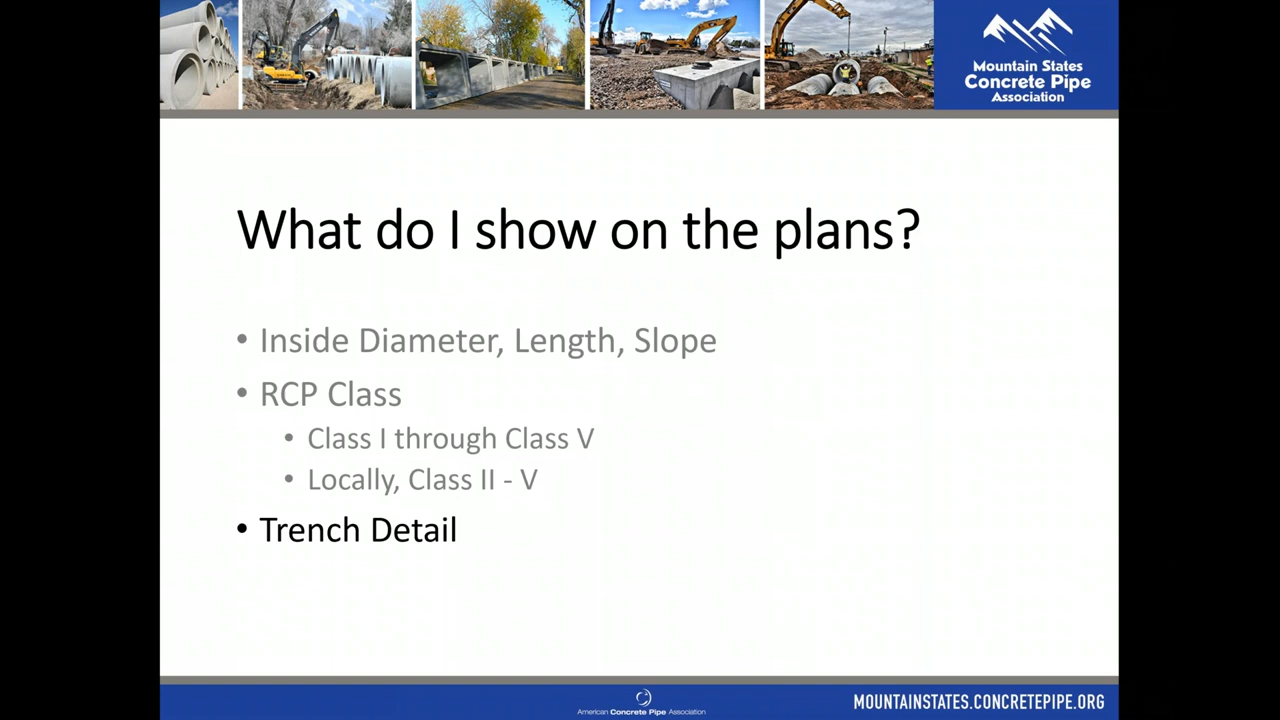 Mountain States
Concrete Pipe
Association
What do I show on the plans?
• Inside Diameter, Length, Slope
• RCP Class
• Class I through Class V
• Locally, Class II - V
• Trench Detail
American Concrete Pipe Association
MOUNTAINSTATES.CONCRETEPIPE.ORG